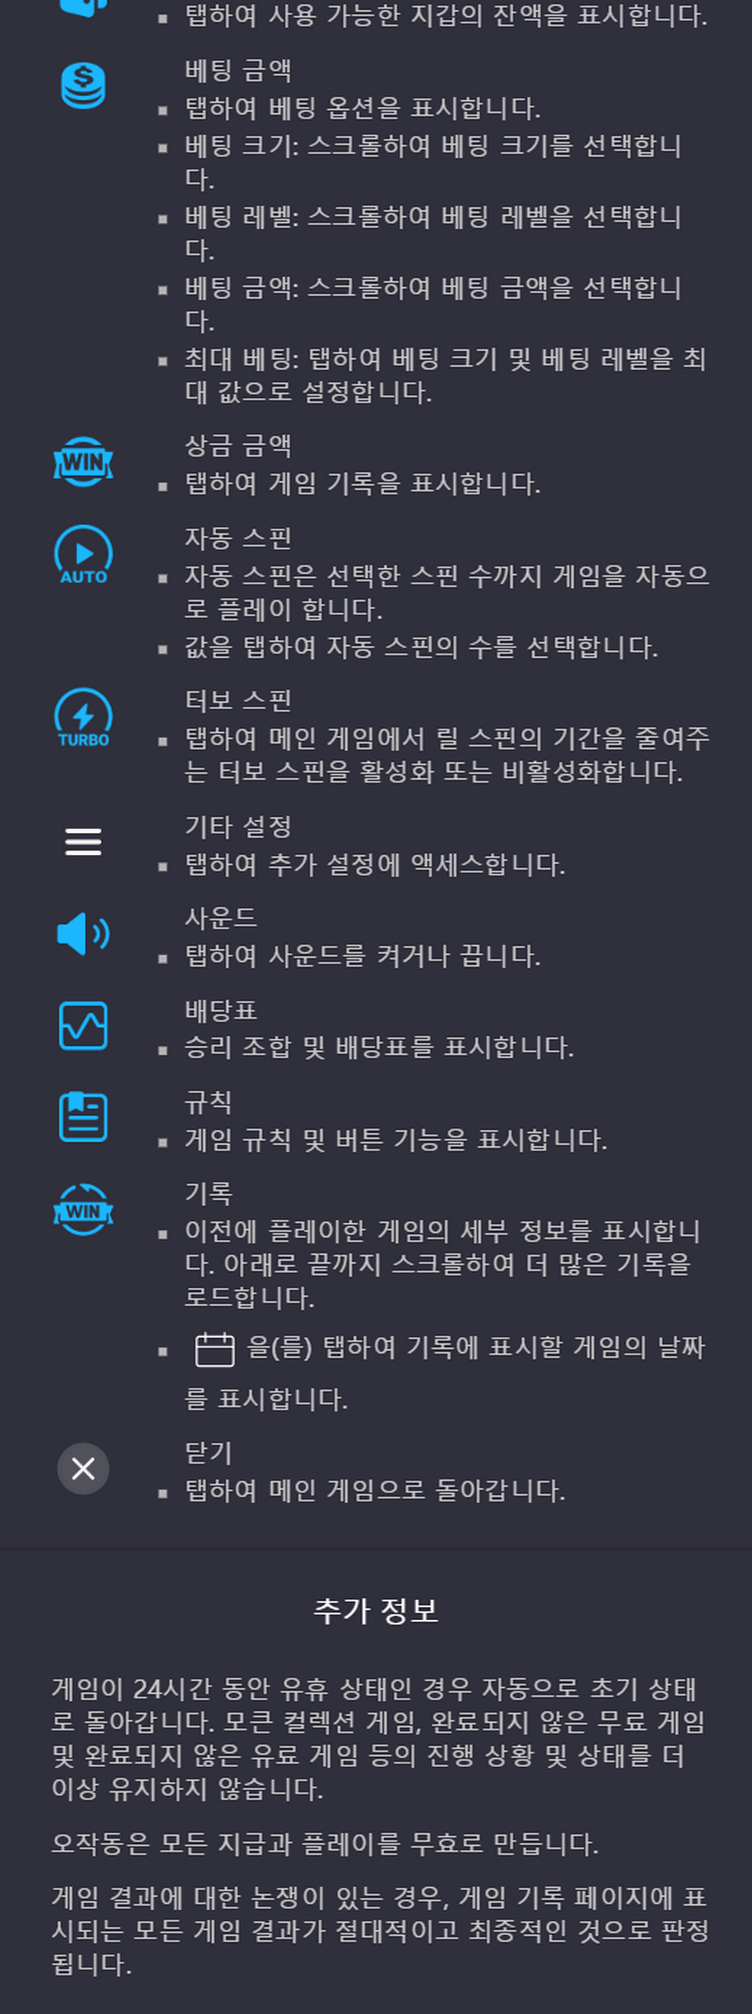 탭하여 사용 가능한 지갑의 잔액을 표시합니다.
베팅 금액
탭하여 베팅 옵션을 표시합니다.
베팅 크기: 스크롤하여 베팅 크기를 선택합니
다.
베팅 레벨: 스크롤하여 베팅 레벨을 선택합니
다.
베팅 금액: 스크롤하여 베팅 금액을 선택합니
다.
최대 베팅: 탭하여 베팅 크기 및 베팅 레벨을 최
대 값으로 설정합니다.
WIN
상금 금액
탭하여 게임 기록을 표시합니다.
AUTO
자동 스핀
자동 스핀은 선택한 스핀 수까지 게임을 자동으
로 플레이 합니다.
값을 탭하여 자동 스핀의 수를 선택합니다.
TURBO
터보 스핀
탭하여 메인 게임에서 릴 스핀의 기간을 줄여주
는 터보 스핀을 활성화 또는 비활성화합니다.
기타 설정
탭하여 추가 설정에 액세스합니다.
사운드
탭하여 사운드를 켜거나 끕니다.
배당표
승리 조합 및 배당표를 표시합니다.
규칙
게임 규칙 및 버튼 기능을 표시합니다.
WIN
기록
이전에 플레이한 게임의 세부 정보를 표시합니
다. 아래로 끝까지 스크롤하여 더 많은 기록을
로드합니다.
을(를) 탭하여 기록에 표시할 게임의 날짜
를 표시합니다.
닫기
탭하여 메인 게임으로 돌아갑니다.
추가 정보
게임이 24시간 동안 유휴 상태인 경우 자동으로 초기 상태
로 돌아갑니다. 모큰 컬렉션 게임, 완료되지 않은 무료 게임
및 완료되지 않은 유료 게임 등의 진행 상황 및 상태를 더
이상 유지하지 않습니다.
오작동은 모든 지급과 플레이를 무효로 만듭니다.
게임 결과에 대한 논쟁이 있는 경우, 게임 기록 페이지에 표
시되는 모든 게임 결과가 절대적이고 최종적인 것으로 판정
됩니다.